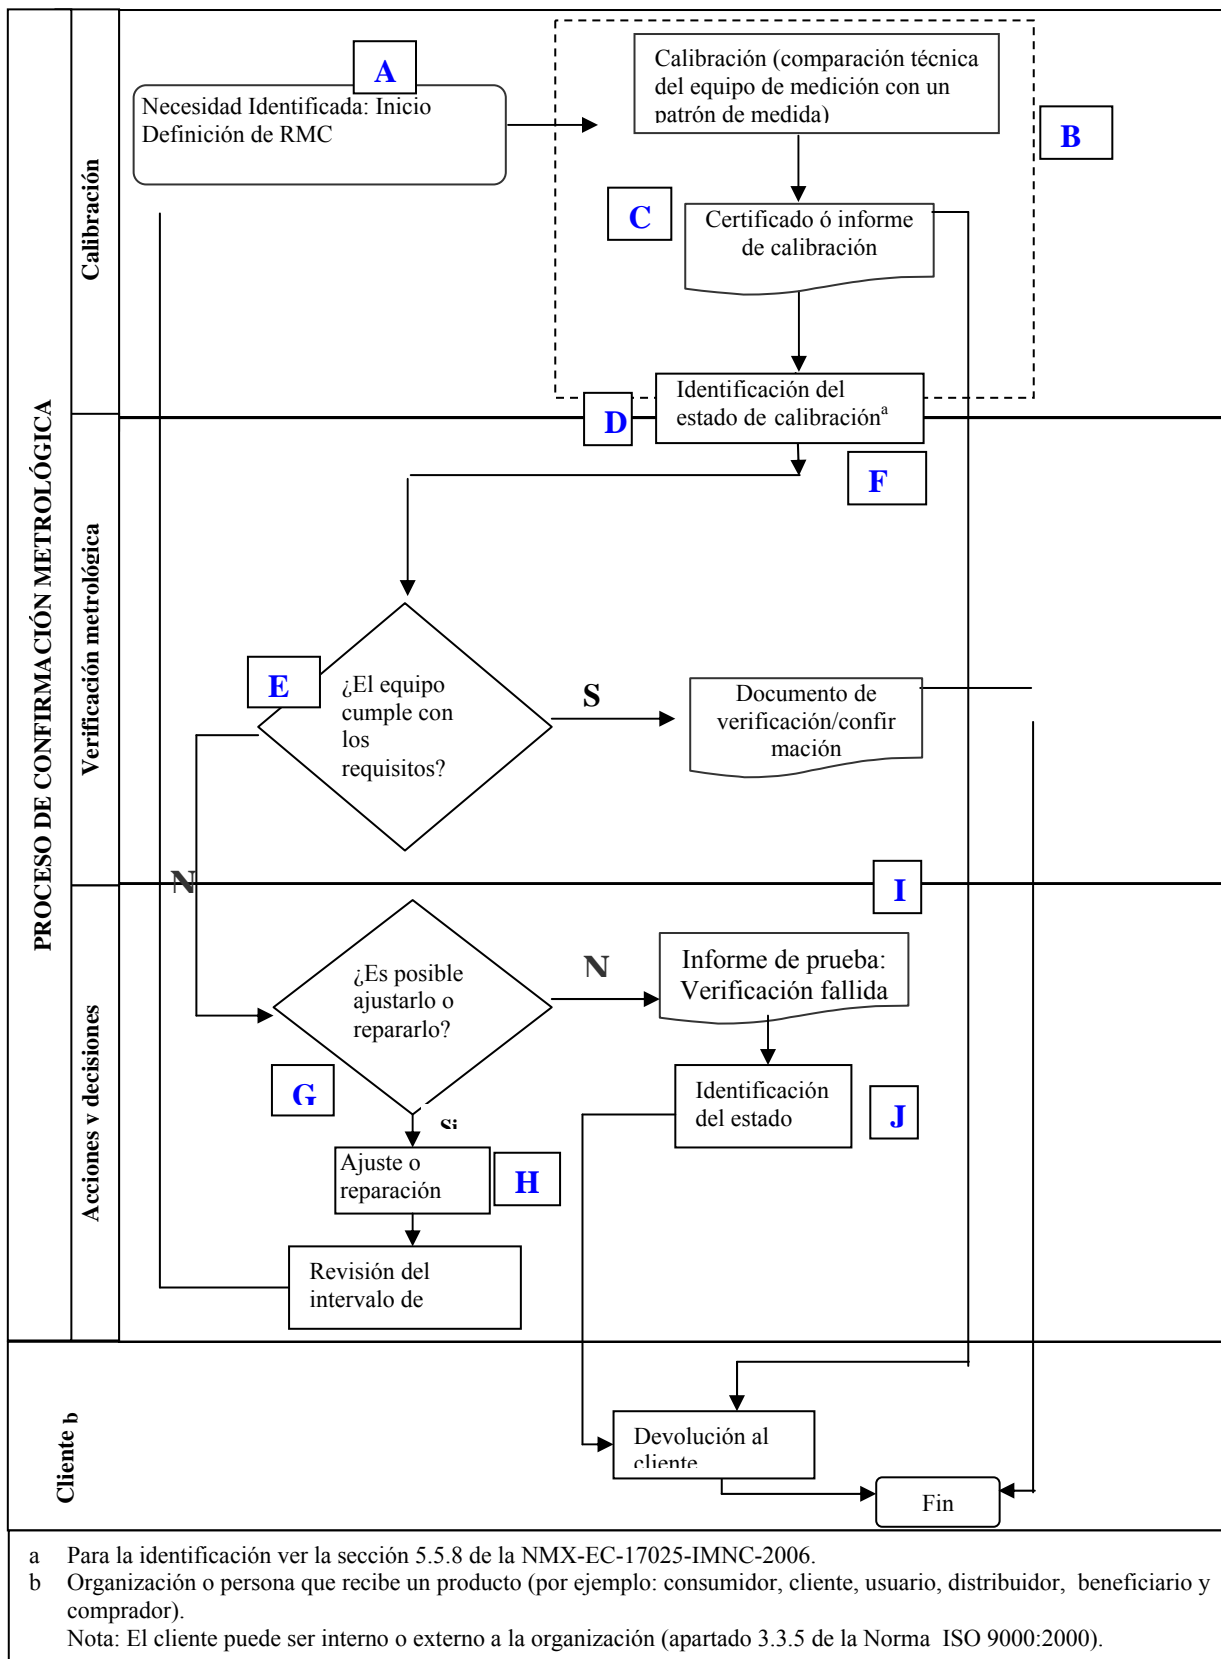 PROCESO DE CONFIRMACIÓN METROLÓGICA
Calibración
A
Necesidad Identificada: Inicio
Definición de RMC
Calibración (comparación técnica
del equipo de medición con un
patrón de medida)
B
C
Certificado ó informe
de calibración
D
Identificación del
estado de calibraciónª
F
Verificación metrológica
E
¿El equipo
cumple con
los
requisitos?
S
Documento de
verificación/confir
mación
N
I
Acciones y decisiones
¿Es posible
ajustarlo o
repararlo?
N
Informe de prueba:
Verificación fallida
G
Si
Identificación
del estado
J
Ajuste o
reparación
H
Revisión del
intervalo de
Cliente b
Devolución al
cliente
Fin
a Para la identificación ver la sección 5.5.8 de la NMX-EC-17025-IMNC-2006.
b Organización o persona que recibe un producto (por ejemplo: consumidor, cliente, usuario, distribuidor, beneficiario y
comprador).
Nota: El cliente puede ser interno o externo a la organización (apartado 3.3.5 de la Norma ISO 9000:2000).